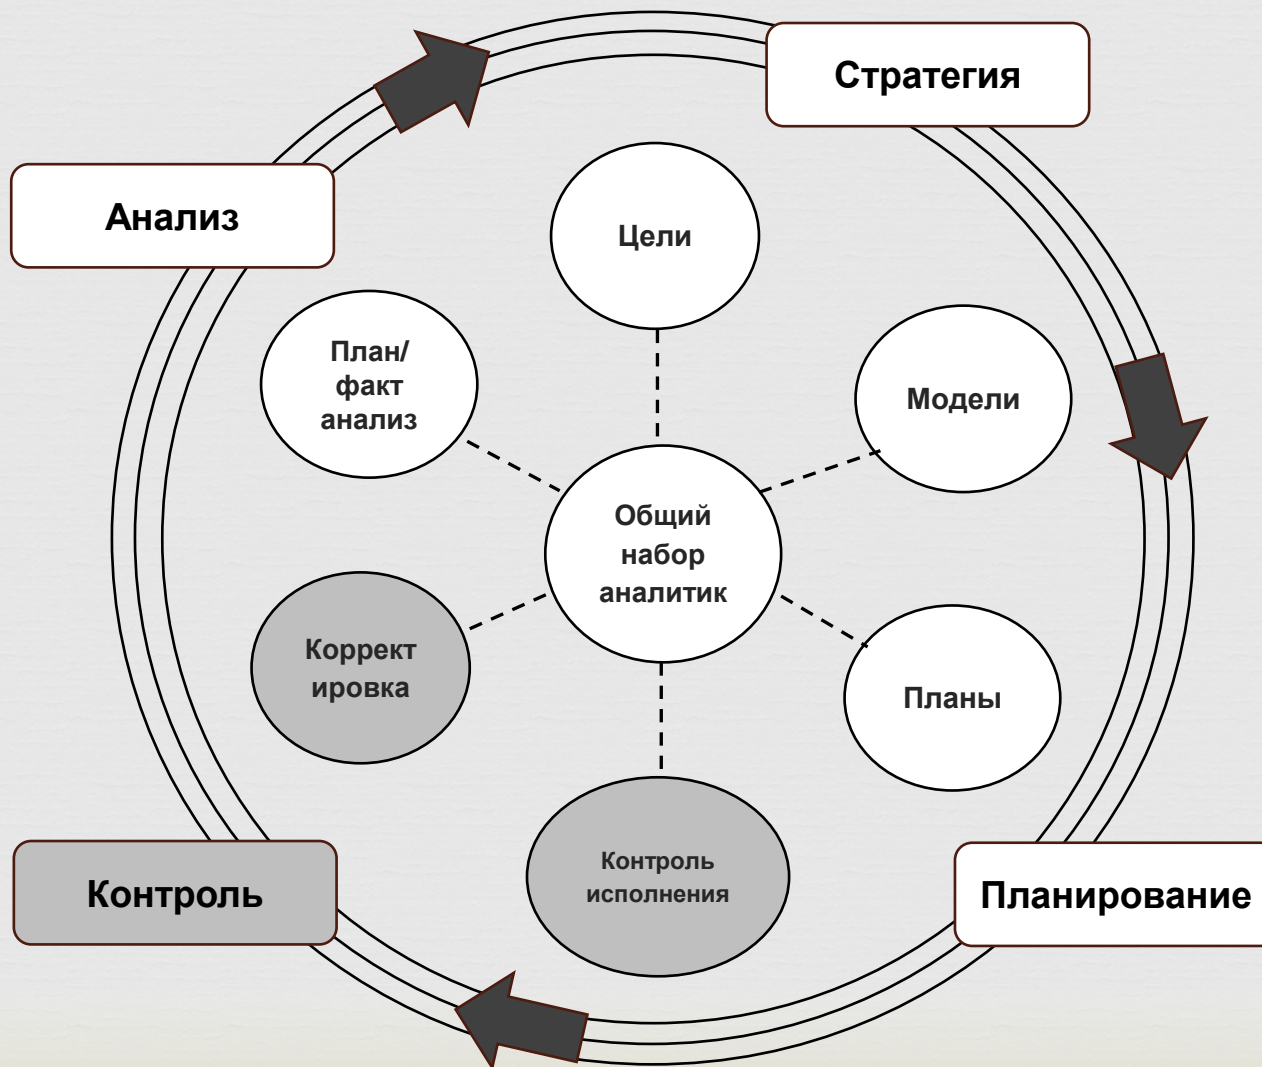 Стратегия
Анализ
Цели
План/
факт
анализ
Модели
Общий
набор
аналитик
Коррект
ировка
Планы
Контроль
исполнения
Контроль
Планирование